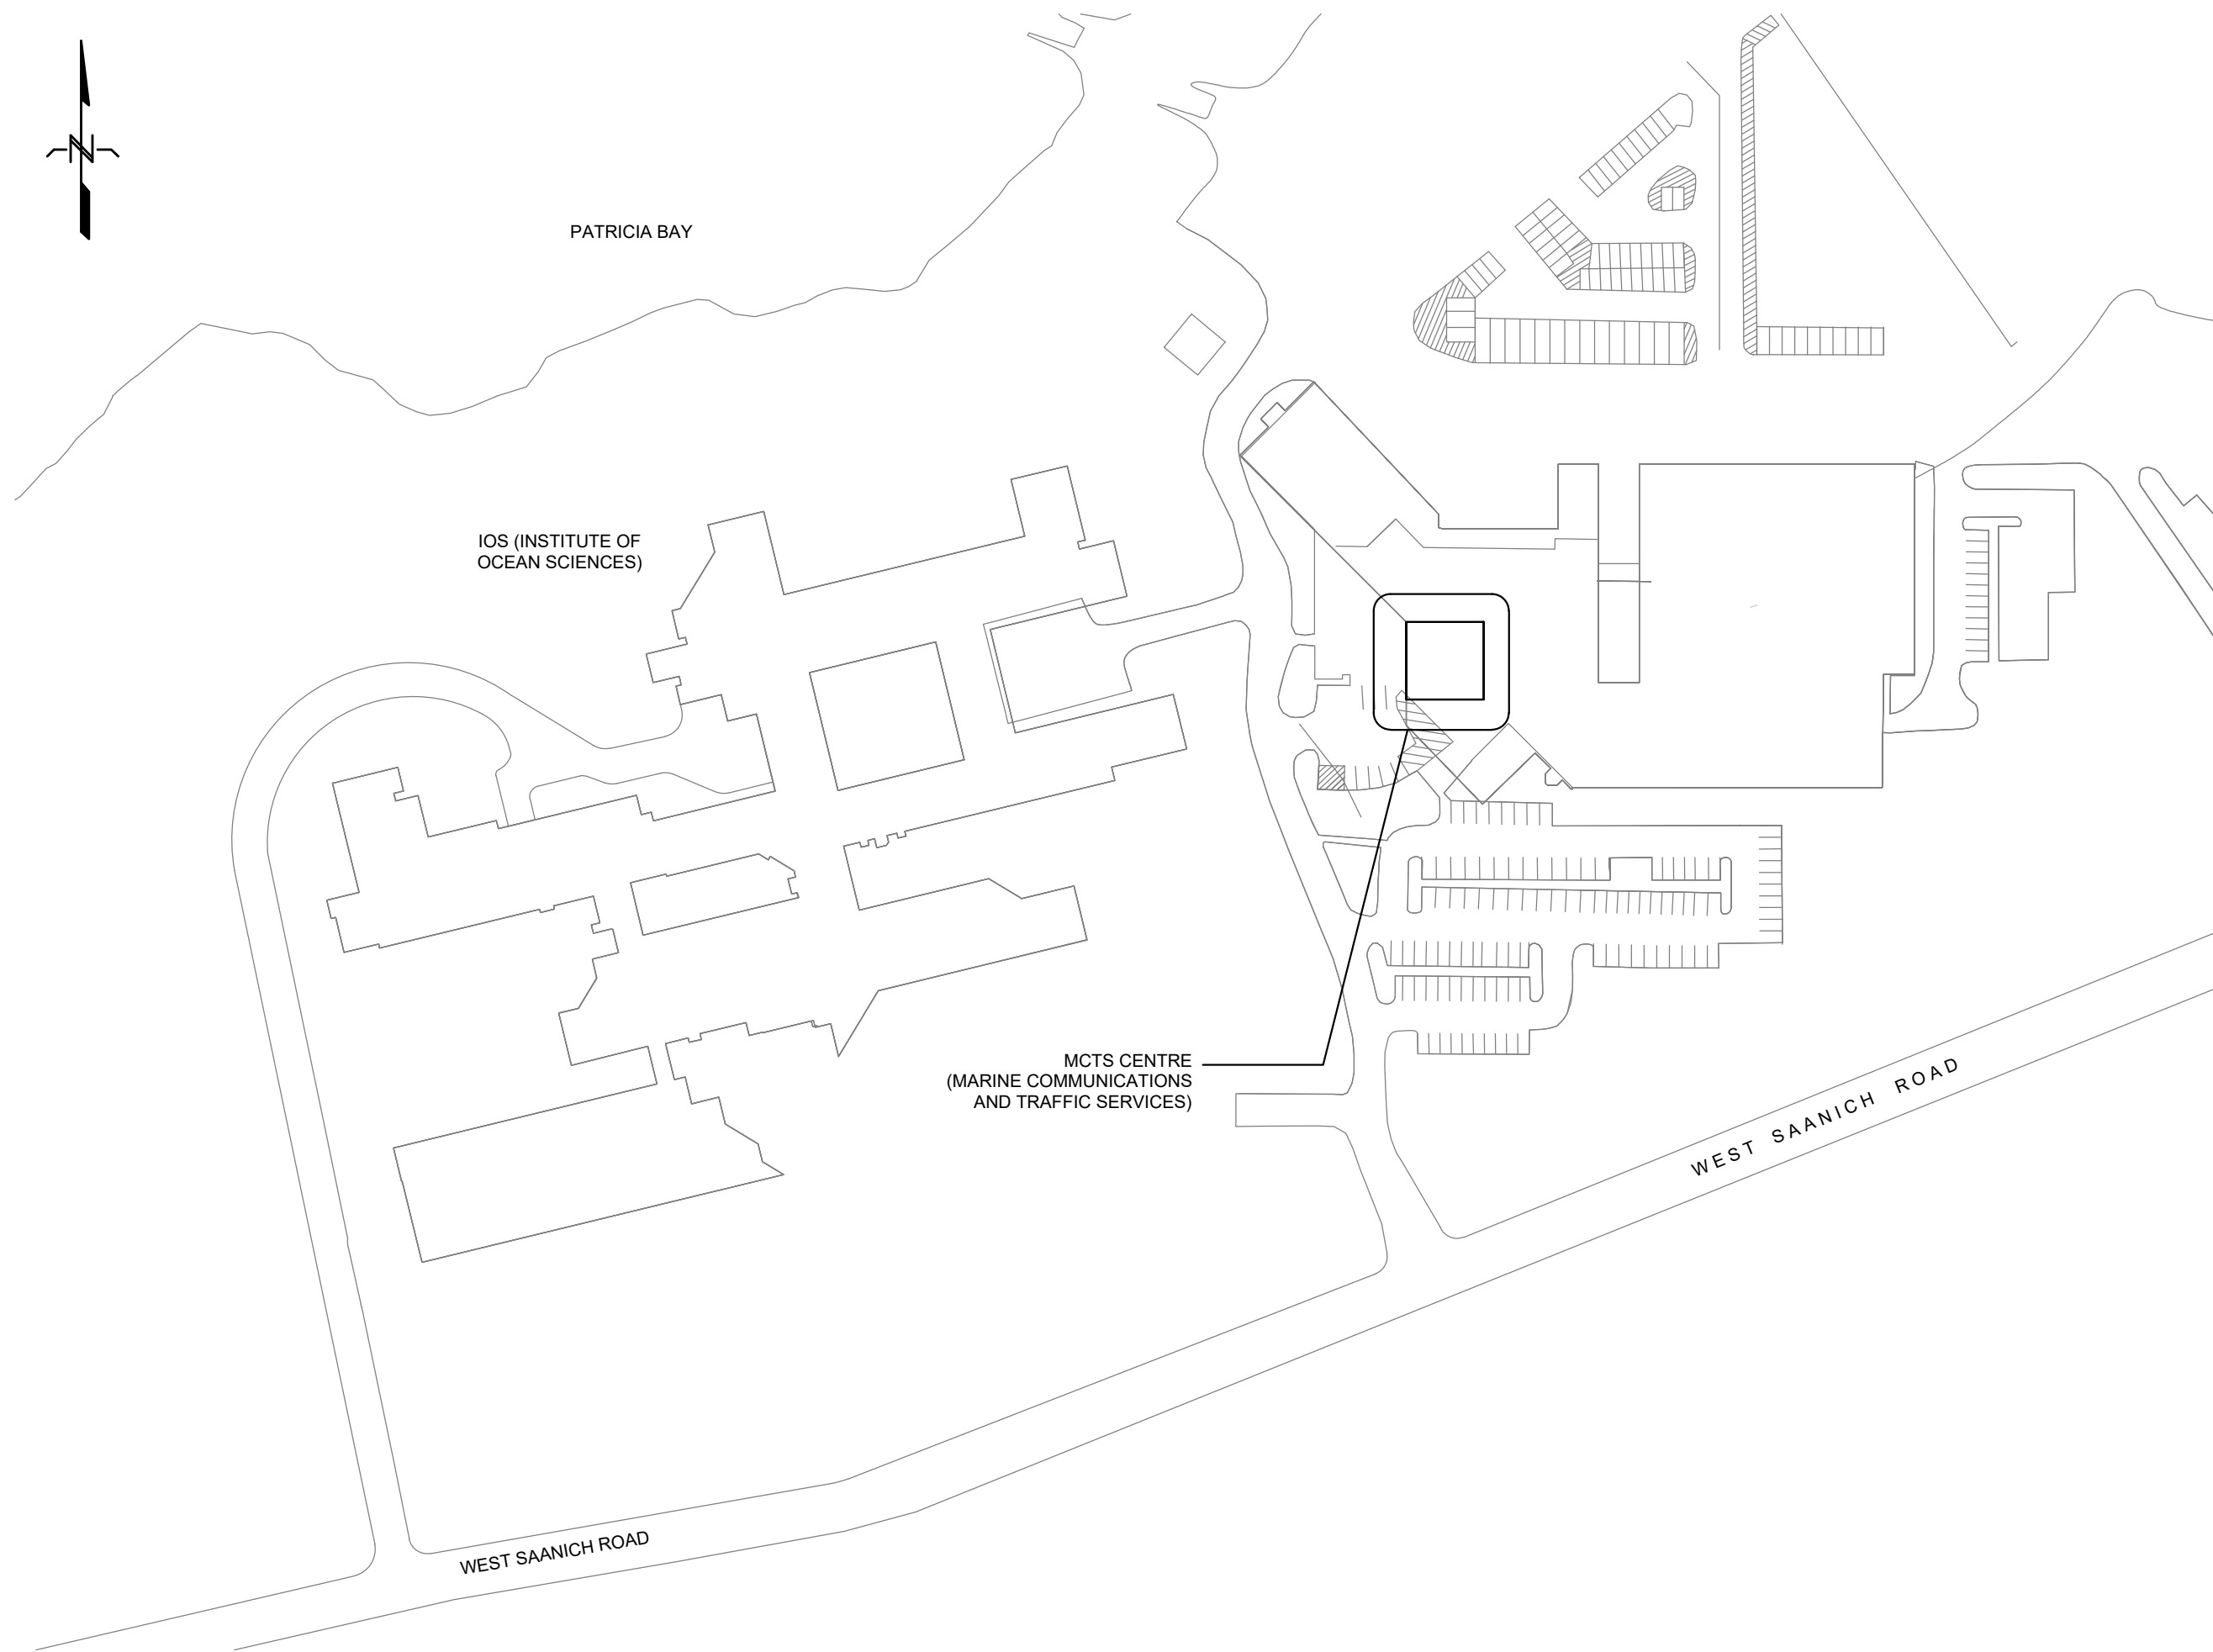 N
PATRICIA BAY
IOS (INSTITUTE OF
OCEAN SCIENCES)
MCTS CENTRE
(MARINE COMMUNICATIONS
AND TRAFFIC SERVICES)
WEST SAANICH ROAD
WEST SAANICH ROAD